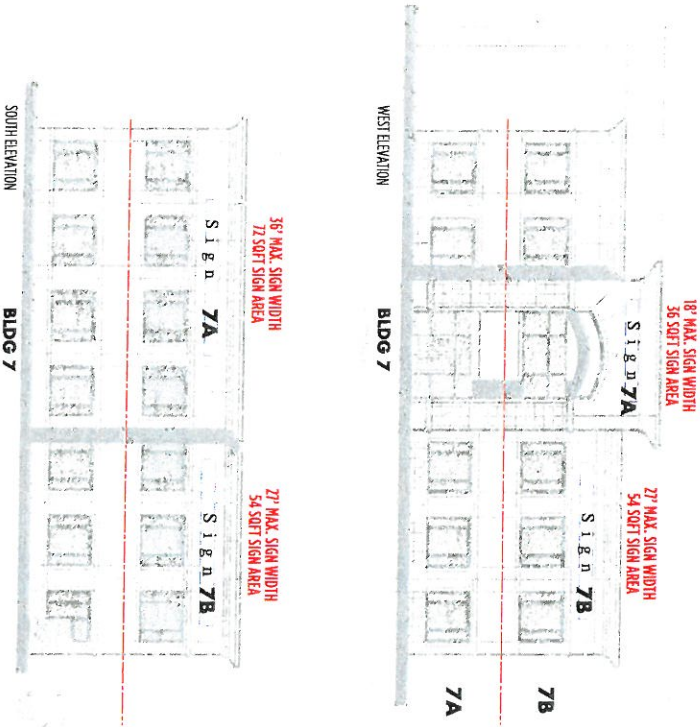 18' MAX. SIGN WIDTH
36 SQFT SIGN AREA
27' MAX. SIGN WIDTH
54 SQFT SIGN AREA
Sign 7A
Sign 7B
7B
7A
WEST ELEVATION
BLDG 7
36' MAX. SIGN WIDTH
72 SQFT SIGN AREA
27' MAX. SIGN WIDTH
54 SQFT SIGN AREA
Sign 7A
Sign 7B
SOUTH ELEVATION
BLDG 7